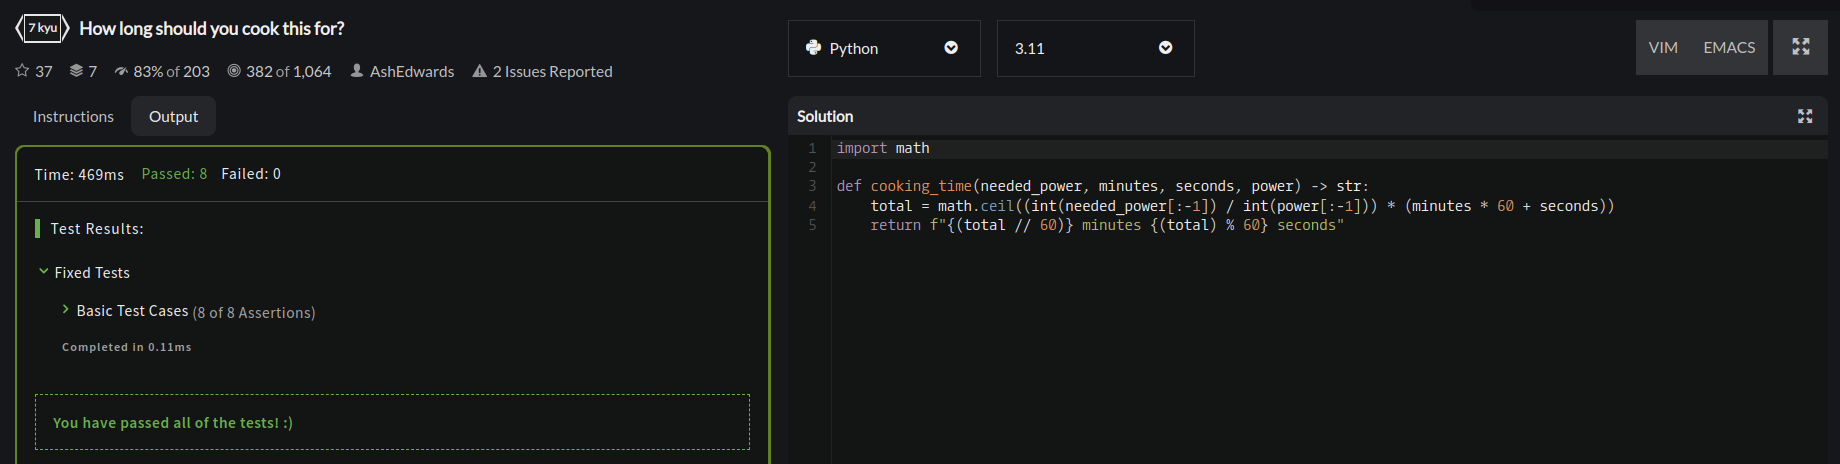 7 kyu How long should you cook this for?
37 7 83% of 203 382 of 1,064 AshEdwards 2 Issues Reported
Instructions Output
Time: 469ms Passed: 8 Failed: 0
Test Results:
Fixed Tests
Basic Test Cases (8 of 8 Assertions)
Completed in 0.11ms
You have passed all of the tests! :)
Python 3.11 VIM EMACS
Solution
1 import math
2
3 def cooking_time(needed_power, minutes, seconds, power) -> str:
4     total = math.ceil((int(needed_power[:-1]) / int(power[:-1])) * (minutes * 60 + seconds))
5     return f"{(total // 60)} minutes {(total) % 60} seconds"